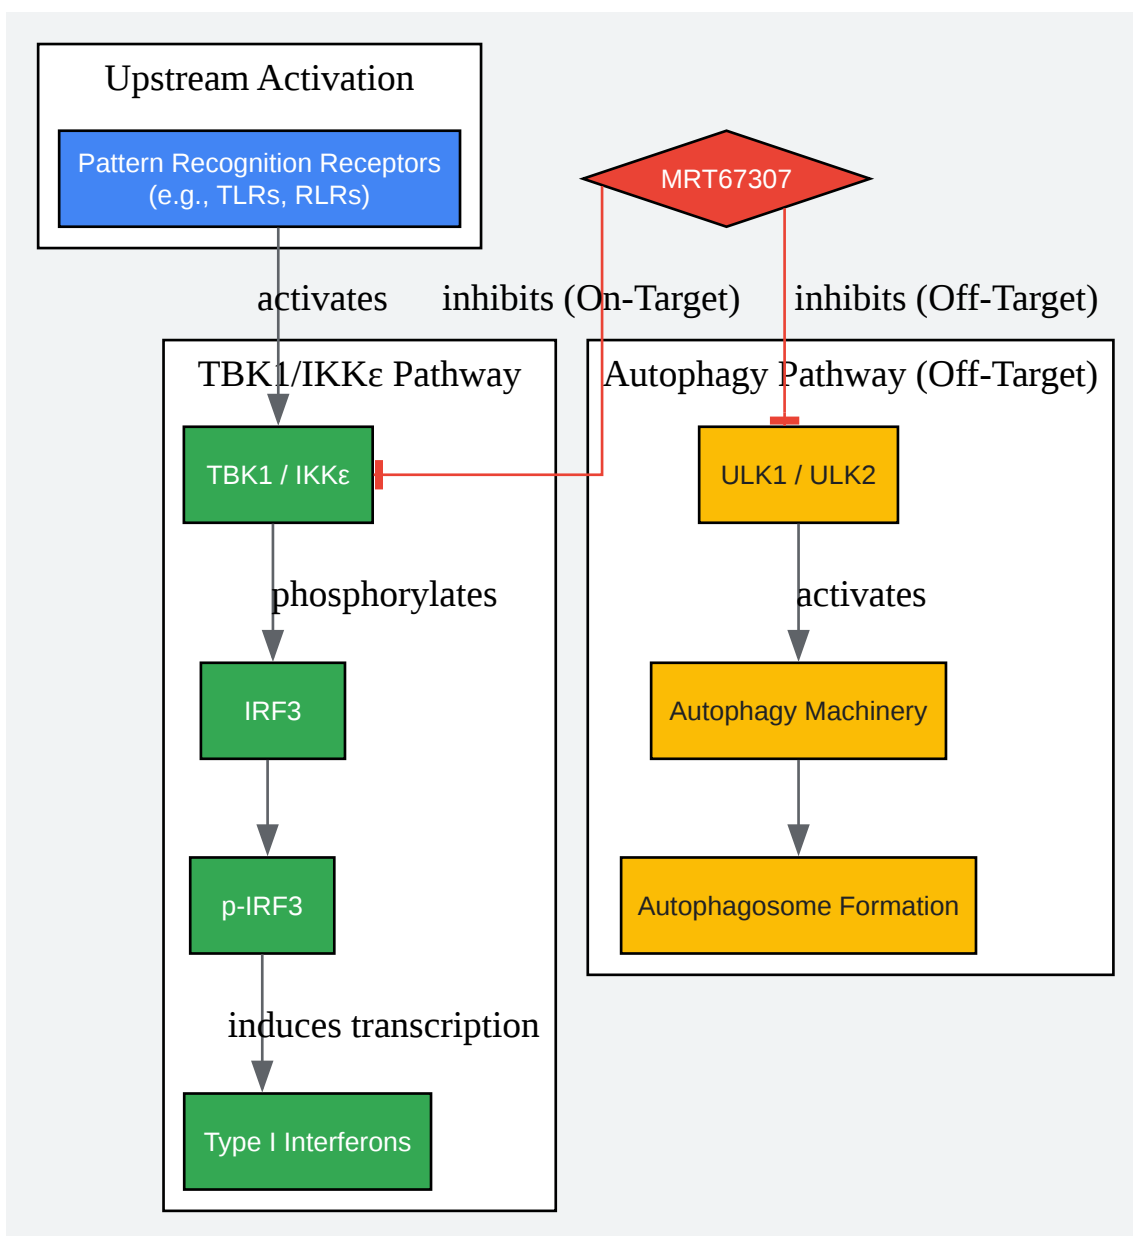 Upstream Activation
Pattern Recognition Receptors
(e.g., TLRs, RLRs)
MRT67307
activates
inhibits (On-Target)
inhibits (Off-Target)
TBK1/IKKε Pathway
Autophagy Pathway (Off-Target)
TBK1 / IKKε
ULK1 / ULK2
phosphorylates
activates
IRF3
Autophagy Machinery
p-IRF3
Autophagosome Formation
induces transcription
Type I Interferons